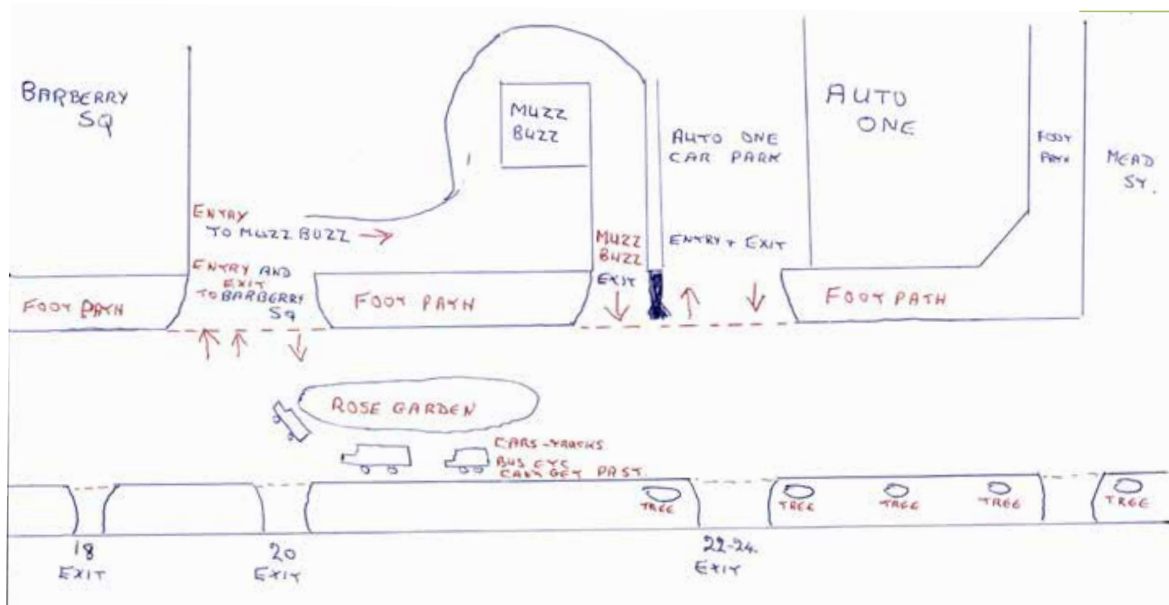 BARBERRY
SQ
MUZZ
BUZZ
AUTO ONE
CAR PARK
AUTO
ONE
FOOT
PATH
MEAD
ST.
ENTRY
TO MUZZ BUZZ
MUZZ
BUZZ
EXIT
ENTRY + EXIT
ENTRY AND
EXIT
TO BARBERRY
SQ
FOOT PATH
FOOT PATH
FOOT PATH
ROSE GARDEN
CARS - TRUCKS
BUS ETC
CANT GET PAST.
TREE
TREE
TREE
TREE
TREE
18
EXIT
20
EXIT
22-24.
EXIT